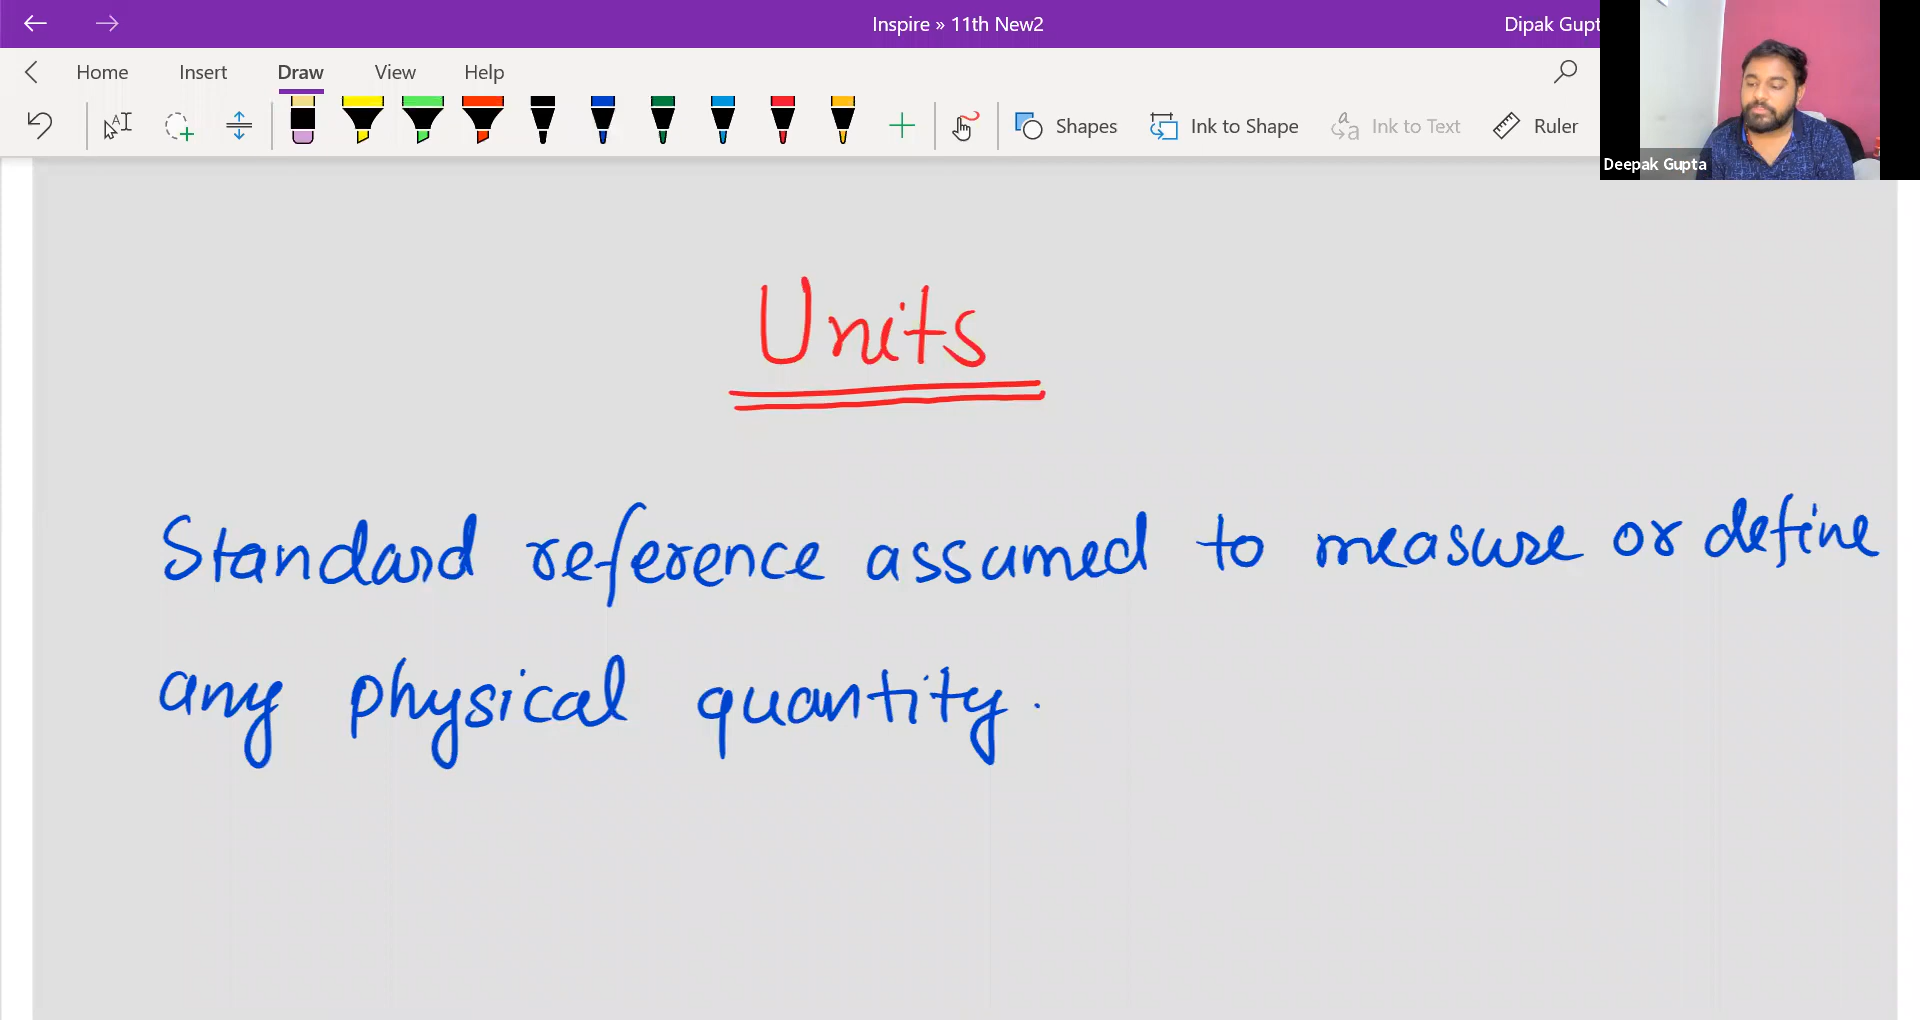 Inspire » 11th New2
Dipak Gupt
Home Insert Draw View Help
Shapes Ink to Shape Ink to Text Ruler
Deepak Gupta
Units
Standard reference assumed to measure or define
any physical quantity.